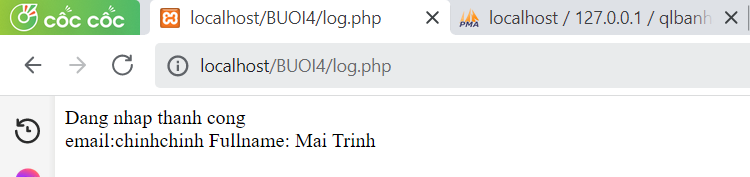 cốc cốc
localhost/BUOI4/log.php
PMA
localhost / 127.0.0.1 / qlbanh
localhost/BUOI4/log.php
Dang nhap thanh cong
email:chinhchinh Fullname: Mai Trinh